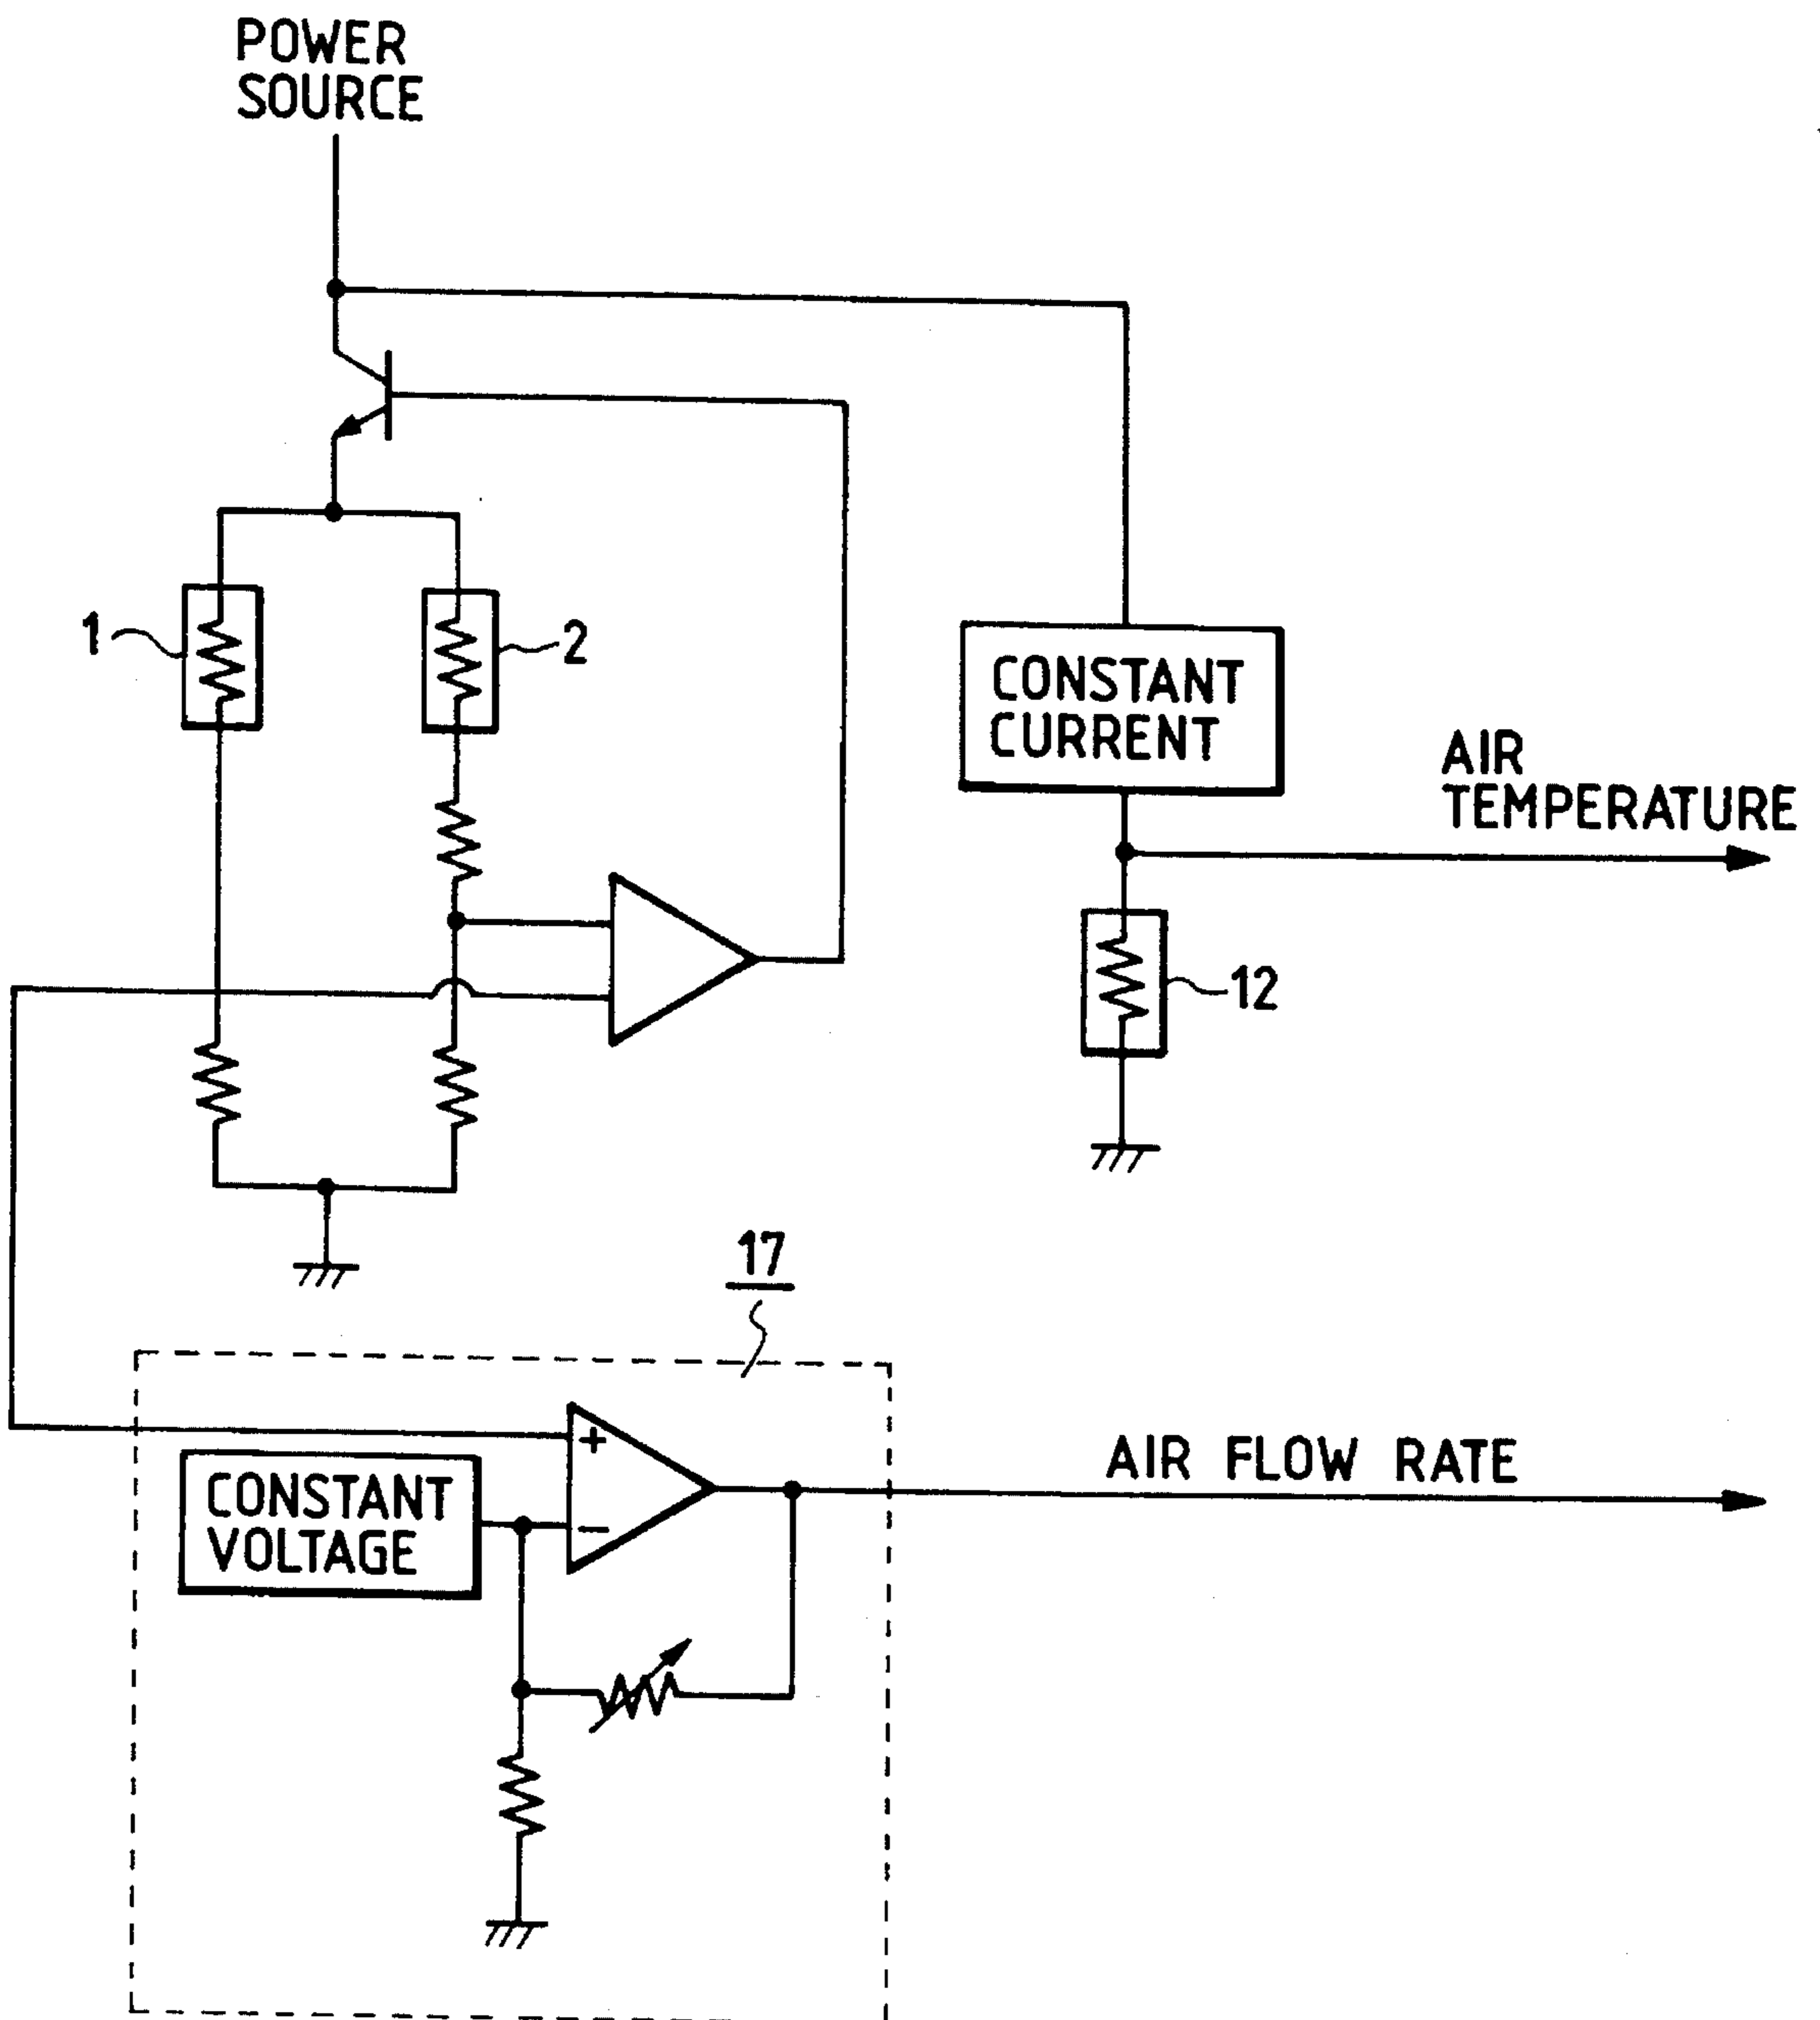 POWER
SOURCE
1
2
CONSTANT
CURRENT
AIR
TEMPERATURE
12
17
+
CONSTANT
VOLTAGE
−
AIR FLOW RATE